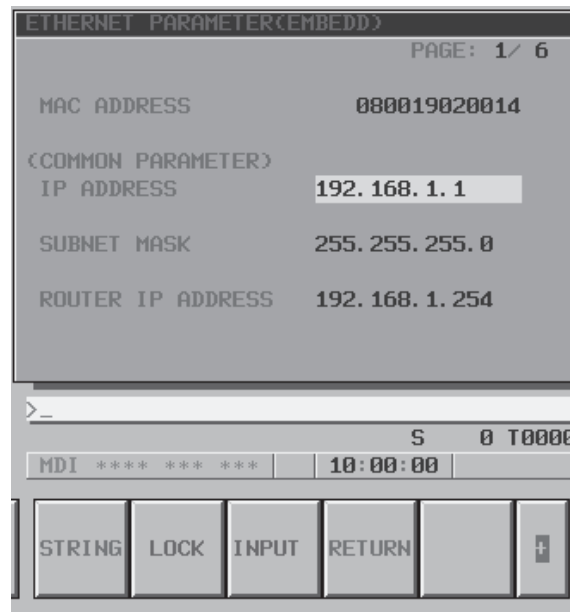 ETHERNET PARAMETER(EMBEDD)
PAGE: 1/ 6
MAC ADDRESS 080019020014
(COMMON PARAMETER)
IP ADDRESS 192.168.1.1
SUBNET MASK 255.255.255.0
ROUTER IP ADDRESS 192.168.1.254
>_
S 0 T0000
MDI **** *** *** 10:00:00
STRING LOCK INPUT RETURN +